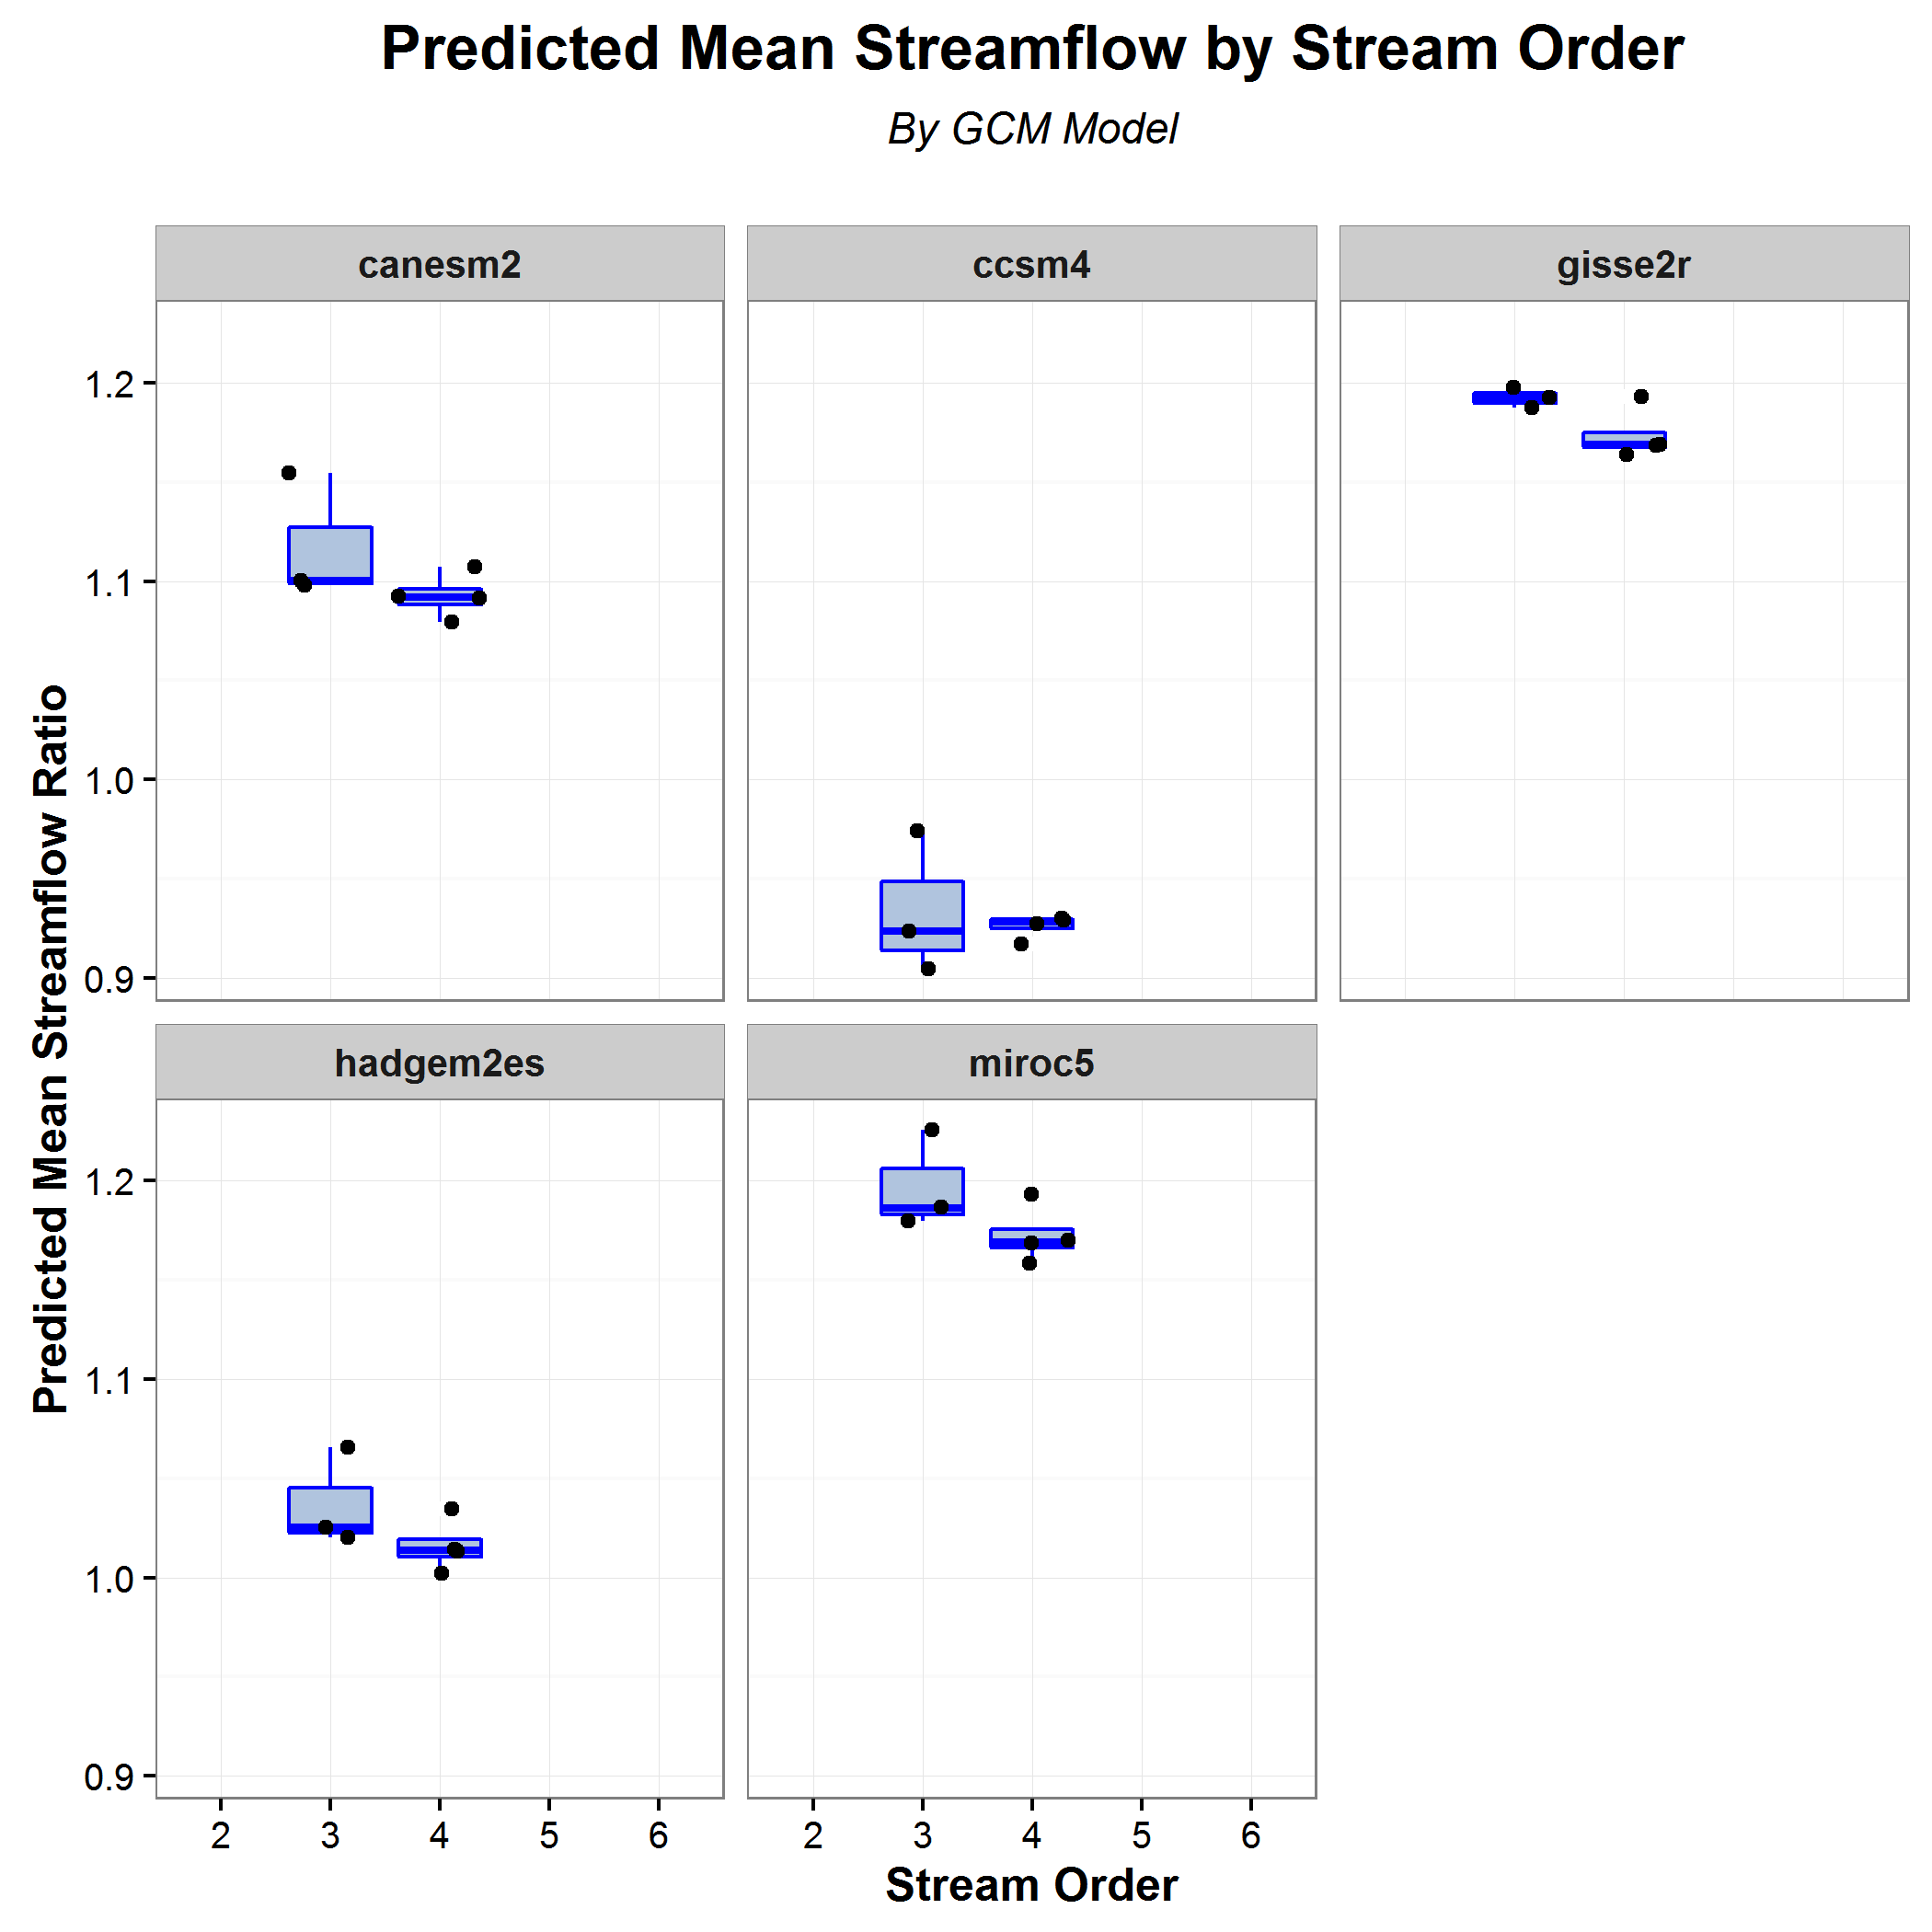 Predicted Mean Streamflow by Stream Order
By GCM Model
canesm2
ccsm4
gisse2r
1.2
1.1
1.0
0.9
Predicted Mean Streamflow Ratio
hadgem2es
miroc5
1.2
1.1
1.0
0.9
2 3 4 5 6
2 3 4 5 6
Stream Order